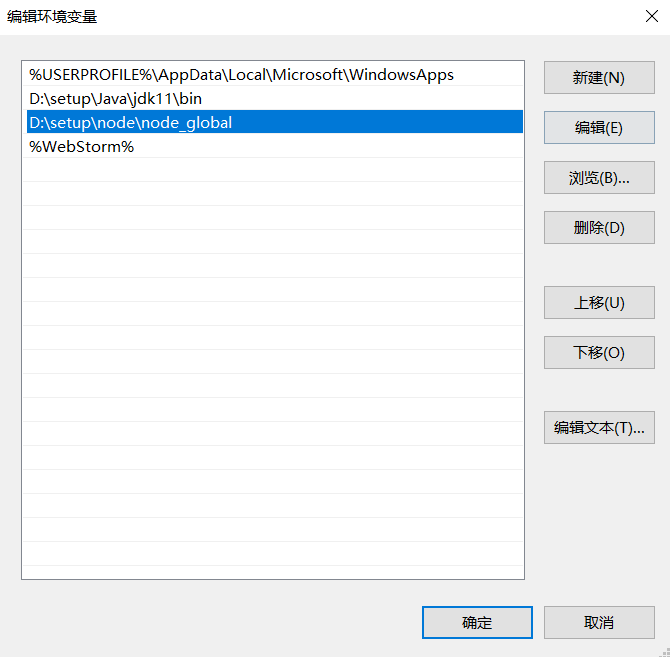 编辑环境变量
%USERPROFILE%\AppData\Local\Microsoft\WindowsApps
D:\setup\Java\jdk11\bin
D:\setup\node\node_global
%WebStorm%
新建(N)
编辑(E)
浏览(B)...
删除(D)
上移(U)
下移(O)
编辑文本(T)...
确定
取消